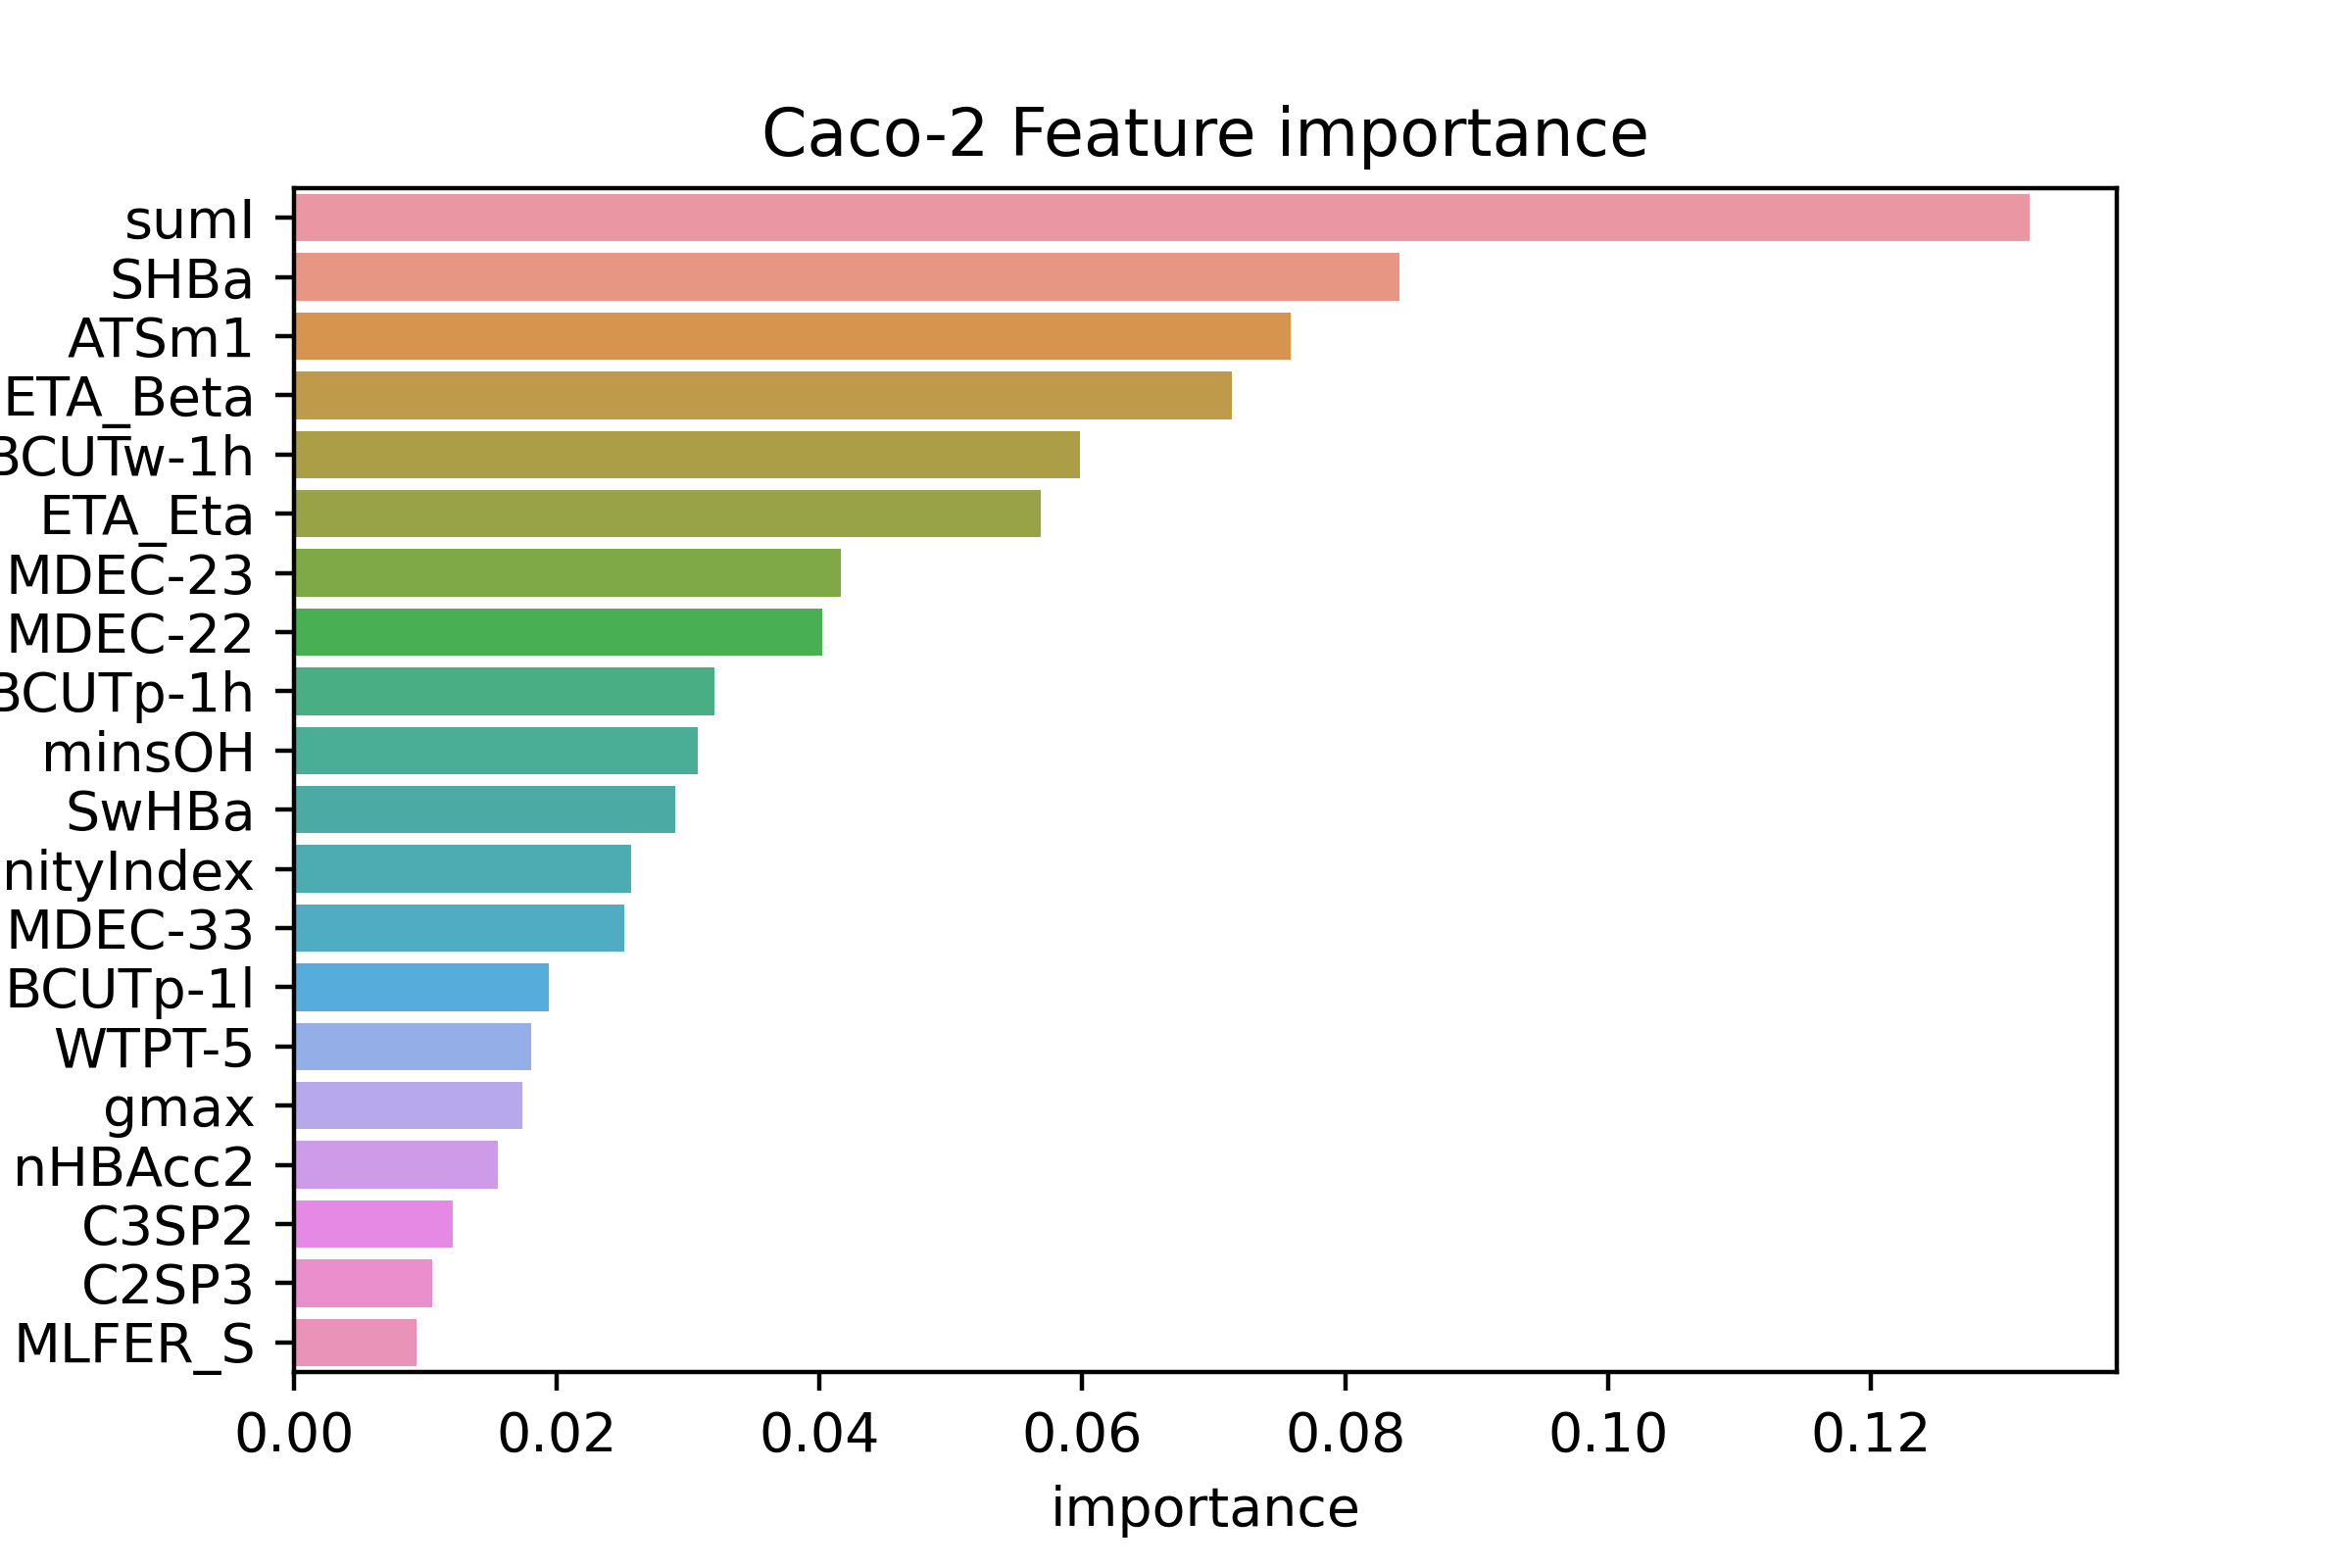 Caco-2 Feature importance
sumI
SHBa
ATSm1
ETA_Beta
BCUTw-1h
ETA_Eta
MDEC-23
MDEC-22
BCUTp-1h
minsOH
SwHBa
nityIndex
MDEC-33
BCUTp-1l
WTPT-5
gmax
nHBAcc2
C3SP2
C2SP3
MLFER_S
0.00 0.02 0.04 0.06 0.08 0.10 0.12
importance